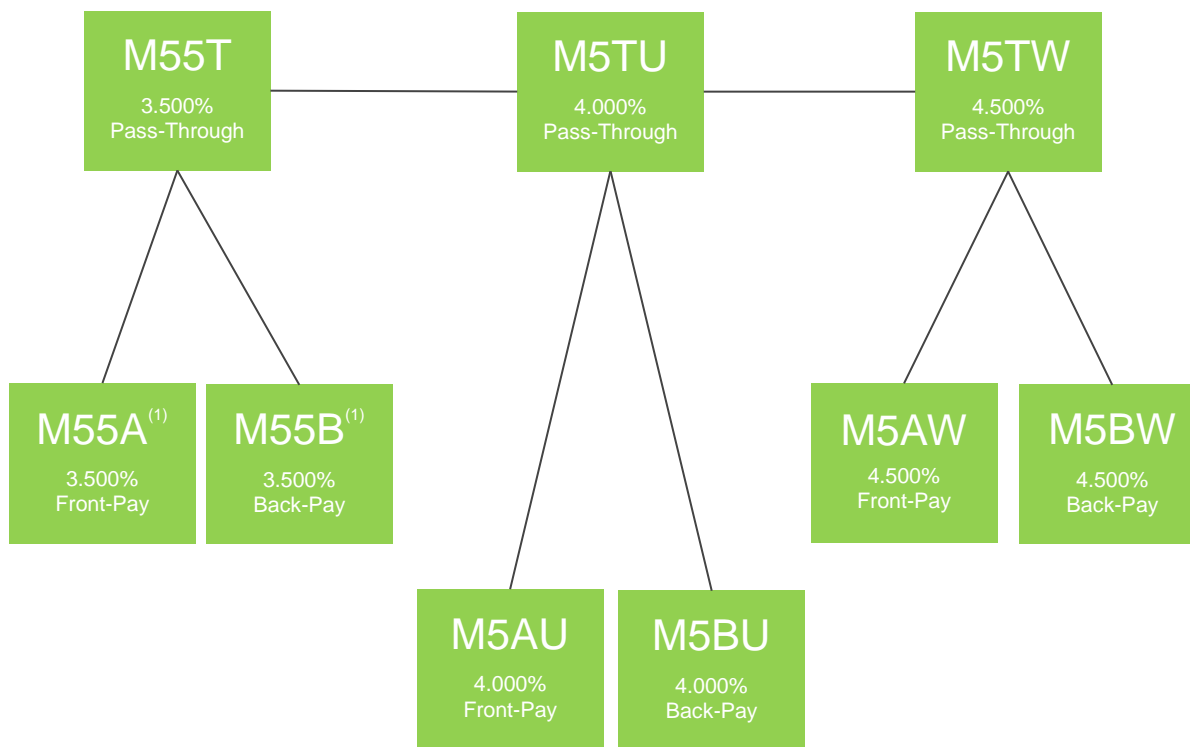 M55T
3.500%
Pass-Through
M5TU
4.000%
Pass-Through
M5TW
4.500%
Pass-Through
M55A(1)
3.500%
Front-Pay
M55B(1)
3.500%
Back-Pay
M5AW
4.500%
Front-Pay
M5BW
4.500%
Back-Pay
M5AU
4.000%
Front-Pay
M5BU
4.000%
Back-Pay